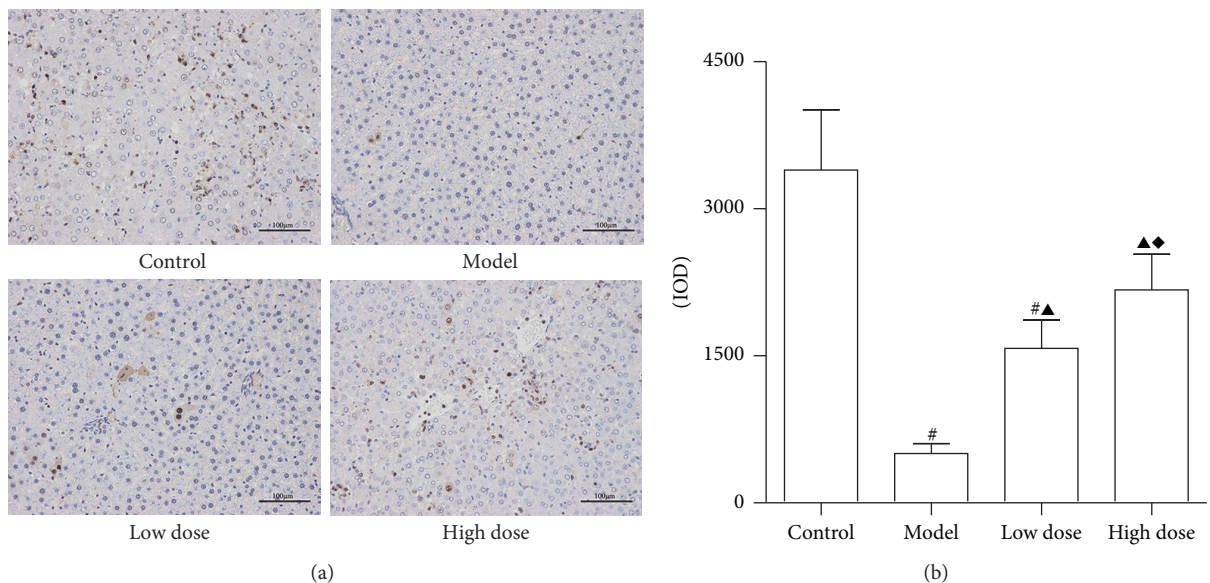 100μm
100μm
Control
Model
100μm
100μm
Low dose
High dose
(a)
4500
3000
1500
0
(IOD)
#
#▲
▲◆
Control
Model
Low dose
High dose
(b)